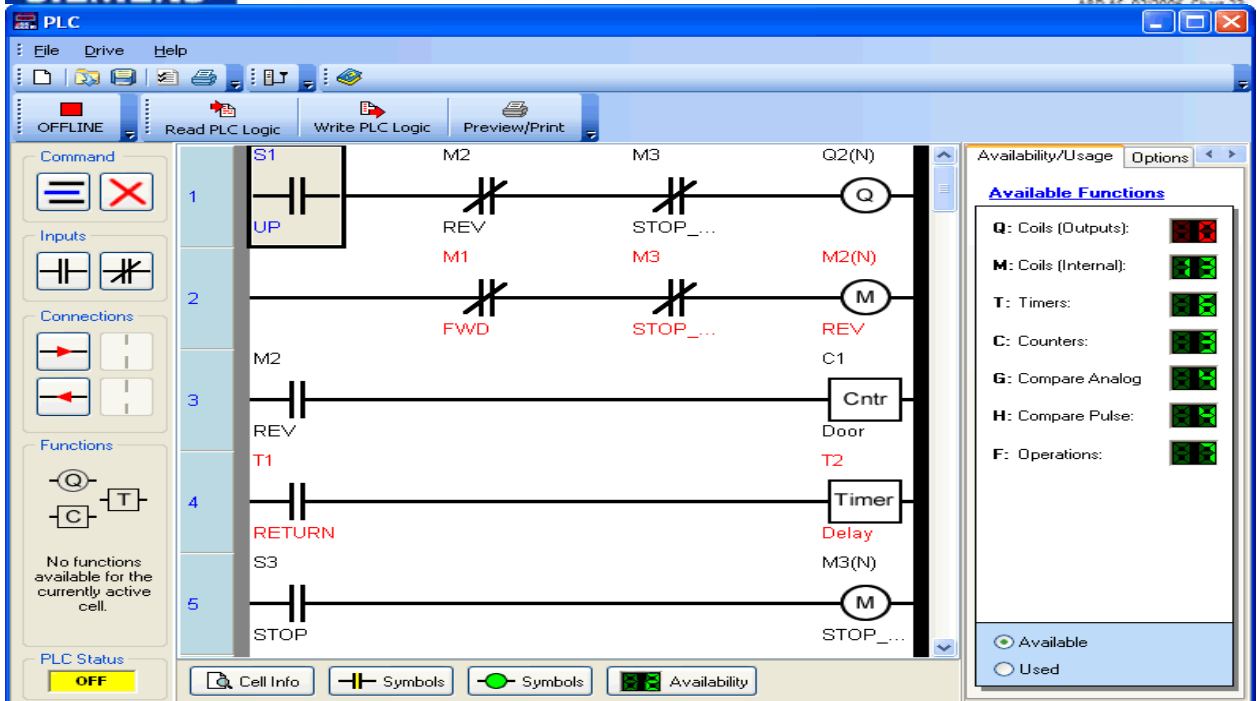 SIEMENS
PLC
File Drive Help
OFFLINE Read PLC Logic Write PLC Logic Preview/Print
Command
Inputs
Connections
Functions
Q
T
C
No functions
available for the
currently active
cell.
PLC Status
OFF
S1 M2 M3 Q2(N)
1 Q
UP REV STOP_...
M1 M3 M2(N)
2 M
FWD STOP_... REV
M2 C1
3 Cntr
REV Door
T1 T2
4 Timer
RETURN Delay
S3 M3(N)
5 M
STOP STOP_...
Cell Info Symbols Symbols Availability
Availability/Usage Options
Available Functions
Q: Coils (Outputs):
M: Coils (Internal):
T: Timers:
C: Counters:
G: Compare Analog
H: Compare Pulse:
F: Operations:
Available
Used